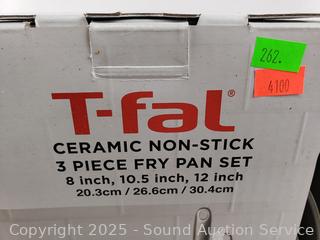 262.
4100
T-fal®
CERAMIC NON-STICK
3 PIECE FRY PAN SET
8 inch, 10.5 inch, 12 inch
20.3cm / 26.6cm / 30.4cm
Copyright 2025 - Sound Auction Service